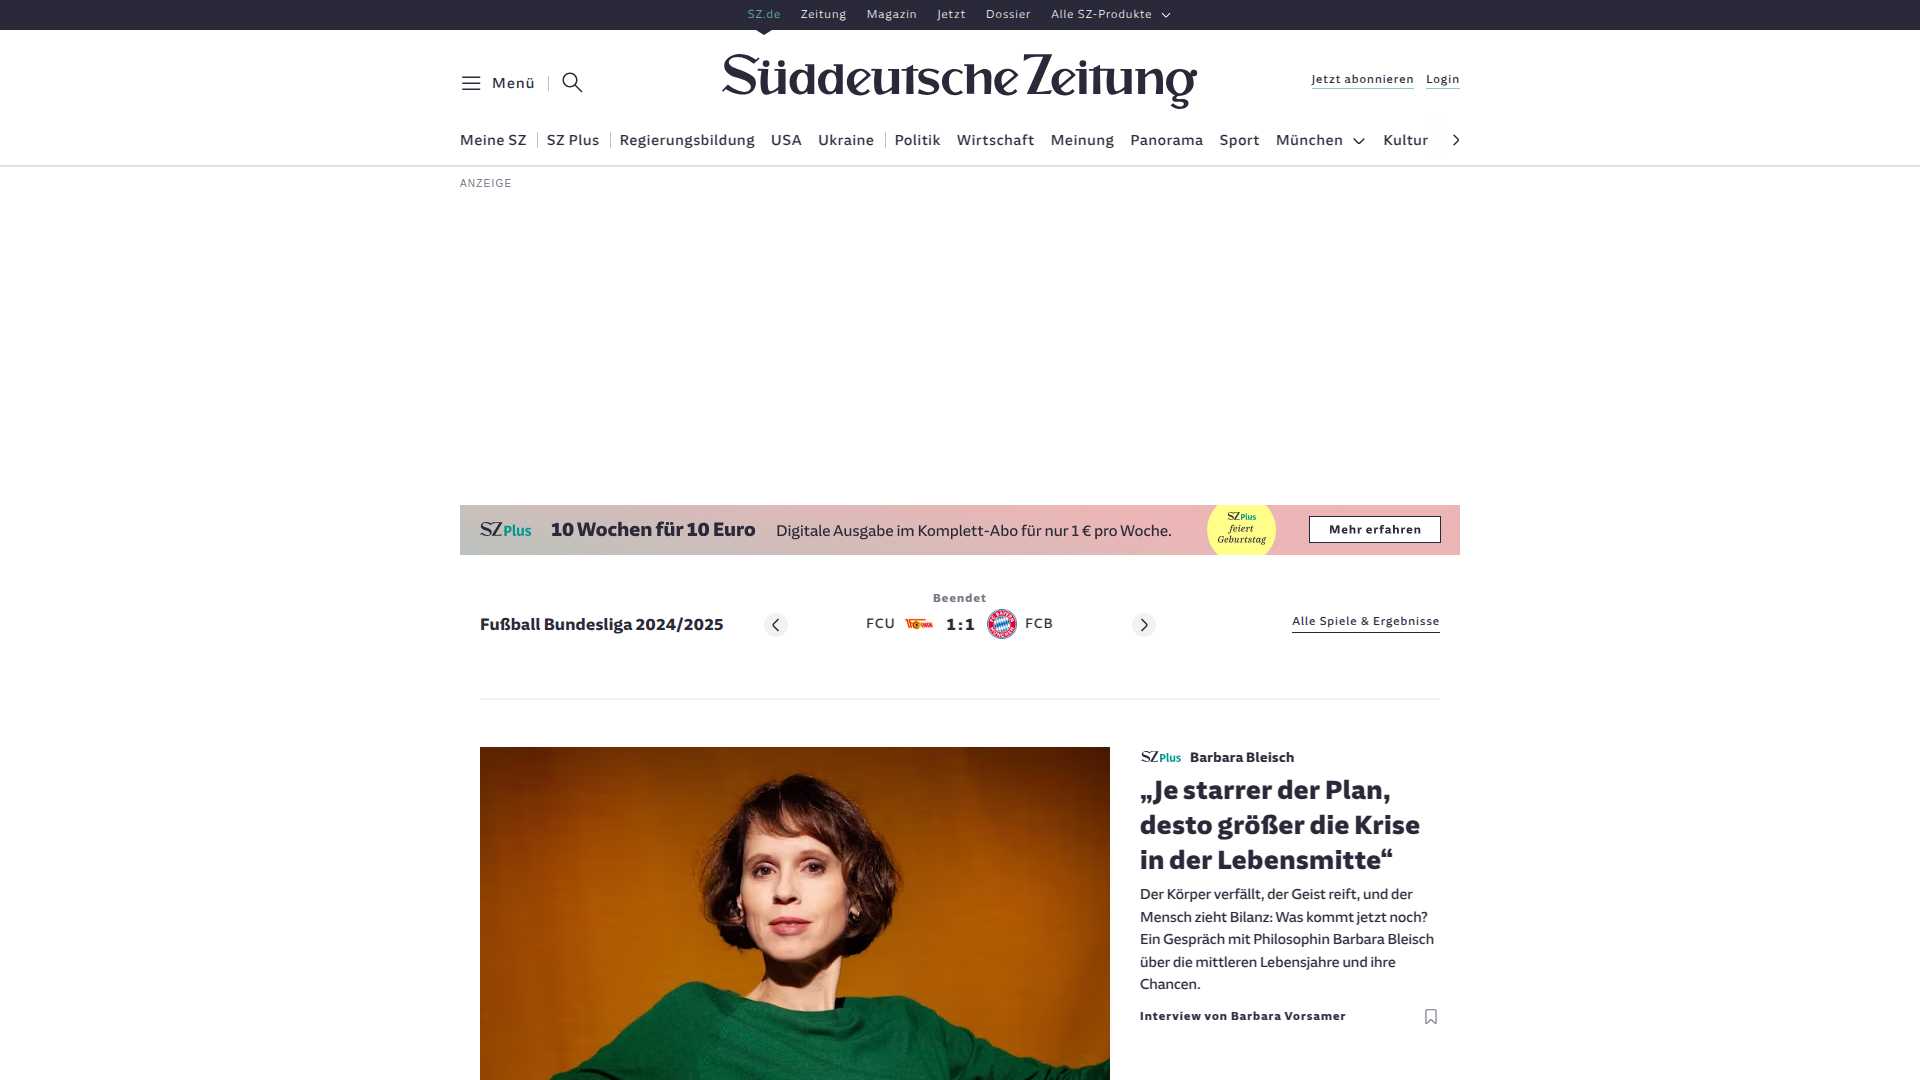 SZ.de Zeitung Magazin Jetzt Dossier Alle SZ-Produkte
Menü
Süddeutsche Zeitung
Jetzt abonnieren Login
Meine SZ SZ Plus Regierungsbildung USA Ukraine Politik Wirtschaft Meinung Panorama Sport München Kultur
ANZEIGE
SZ Plus 10 Wochen für 10 Euro Digitale Ausgabe im Komplett-Abo für nur 1 € pro Woche.
SZ Plus
feiert
Geburtstag
Mehr erfahren
Beendet
Fußball Bundesliga 2024/2025
FCU 1:1 FCB
Alle Spiele & Ergebnisse
SZ Plus Barbara Bleisch
„Je starrer der Plan,
desto größer die Krise
in der Lebensmitte“
Der Körper verfällt, der Geist reift, und der
Mensch zieht Bilanz: Was kommt jetzt noch?
Ein Gespräch mit Philosophin Barbara Bleisch
über die mittleren Lebensjahre und ihre
Chancen.
Interview von Barbara Vorsamer